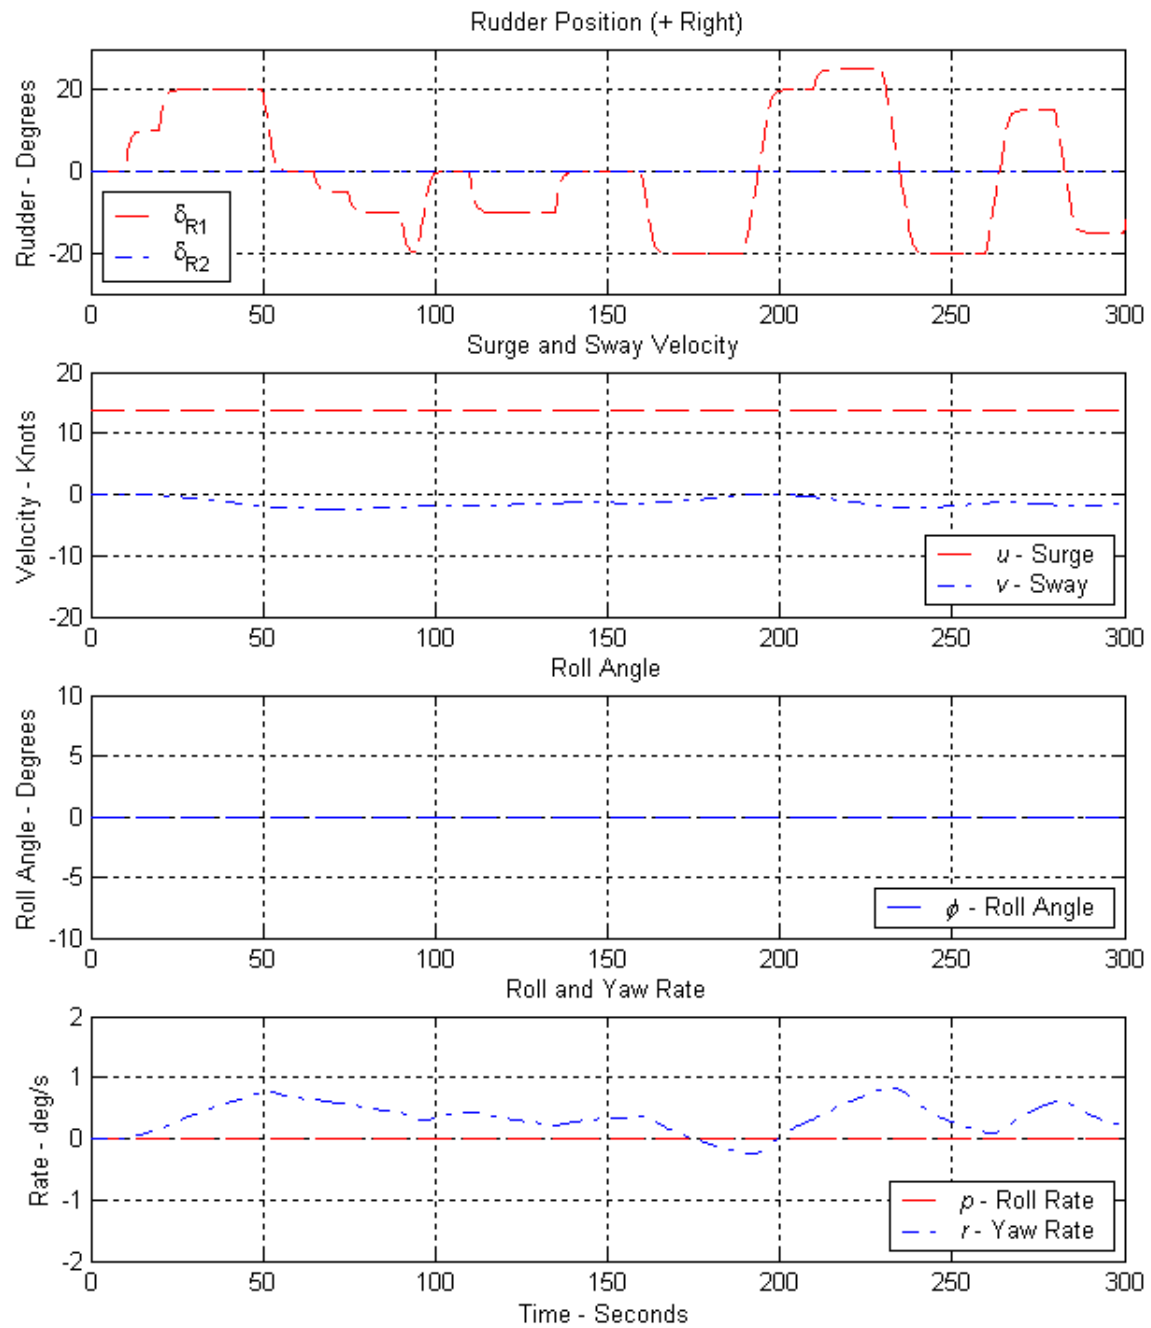 Rudder Position (+ Right)
Rudder - Degrees
20
0
-20
δR1
δR2
0 50 100 150 200 250 300
Surge and Sway Velocity
Velocity - Knots
20
10
0
-10
-20
u - Surge
v - Sway
0 50 100 150 200 250 300
Roll Angle
Roll Angle - Degrees
10
5
0
-5
-10
ϕ - Roll Angle
0 50 100 150 200 250 300
Roll and Yaw Rate
Rate - deg/s
2
1
0
-1
-2
p - Roll Rate
r - Yaw Rate
0 50 100 150 200 250 300
Time - Seconds